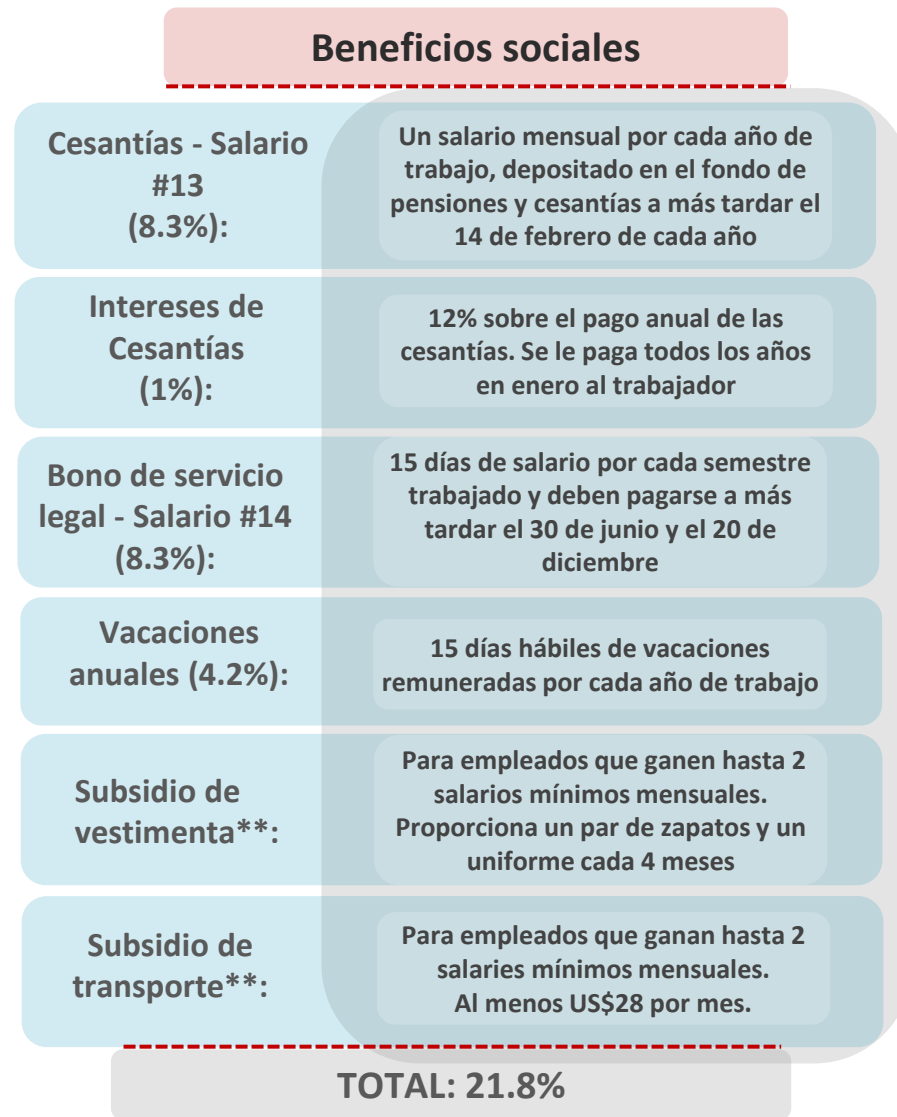 Beneficios sociales
Cesantías - Salario
#13
(8.3%):
Un salario mensual por cada año de
trabajo, depositado en el fondo de
pensiones y cesantías a más tardar el
14 de febrero de cada año
Intereses de
Cesantías
(1%):
12% sobre el pago anual de las
cesantías. Se le paga todos los años
en enero al trabajador
Bono de servicio
legal - Salario #14
(8.3%):
15 días de salario por cada semestre
trabajado y deben pagarse a más
tardar el 30 de junio y el 20 de
diciembre
Vacaciones
anuales (4.2%):
15 días hábiles de vacaciones
remuneradas por cada año de trabajo
Subsidio de
vestimenta**:
Para empleados que ganen hasta 2
salarios mínimos mensuales.
Proporciona un par de zapatos y un
uniforme cada 4 meses
Subsidio de
transporte**:
Para empleados que ganan hasta 2
salaries mínimos mensuales.
Al menos US$28 por mes.
TOTAL: 21.8%